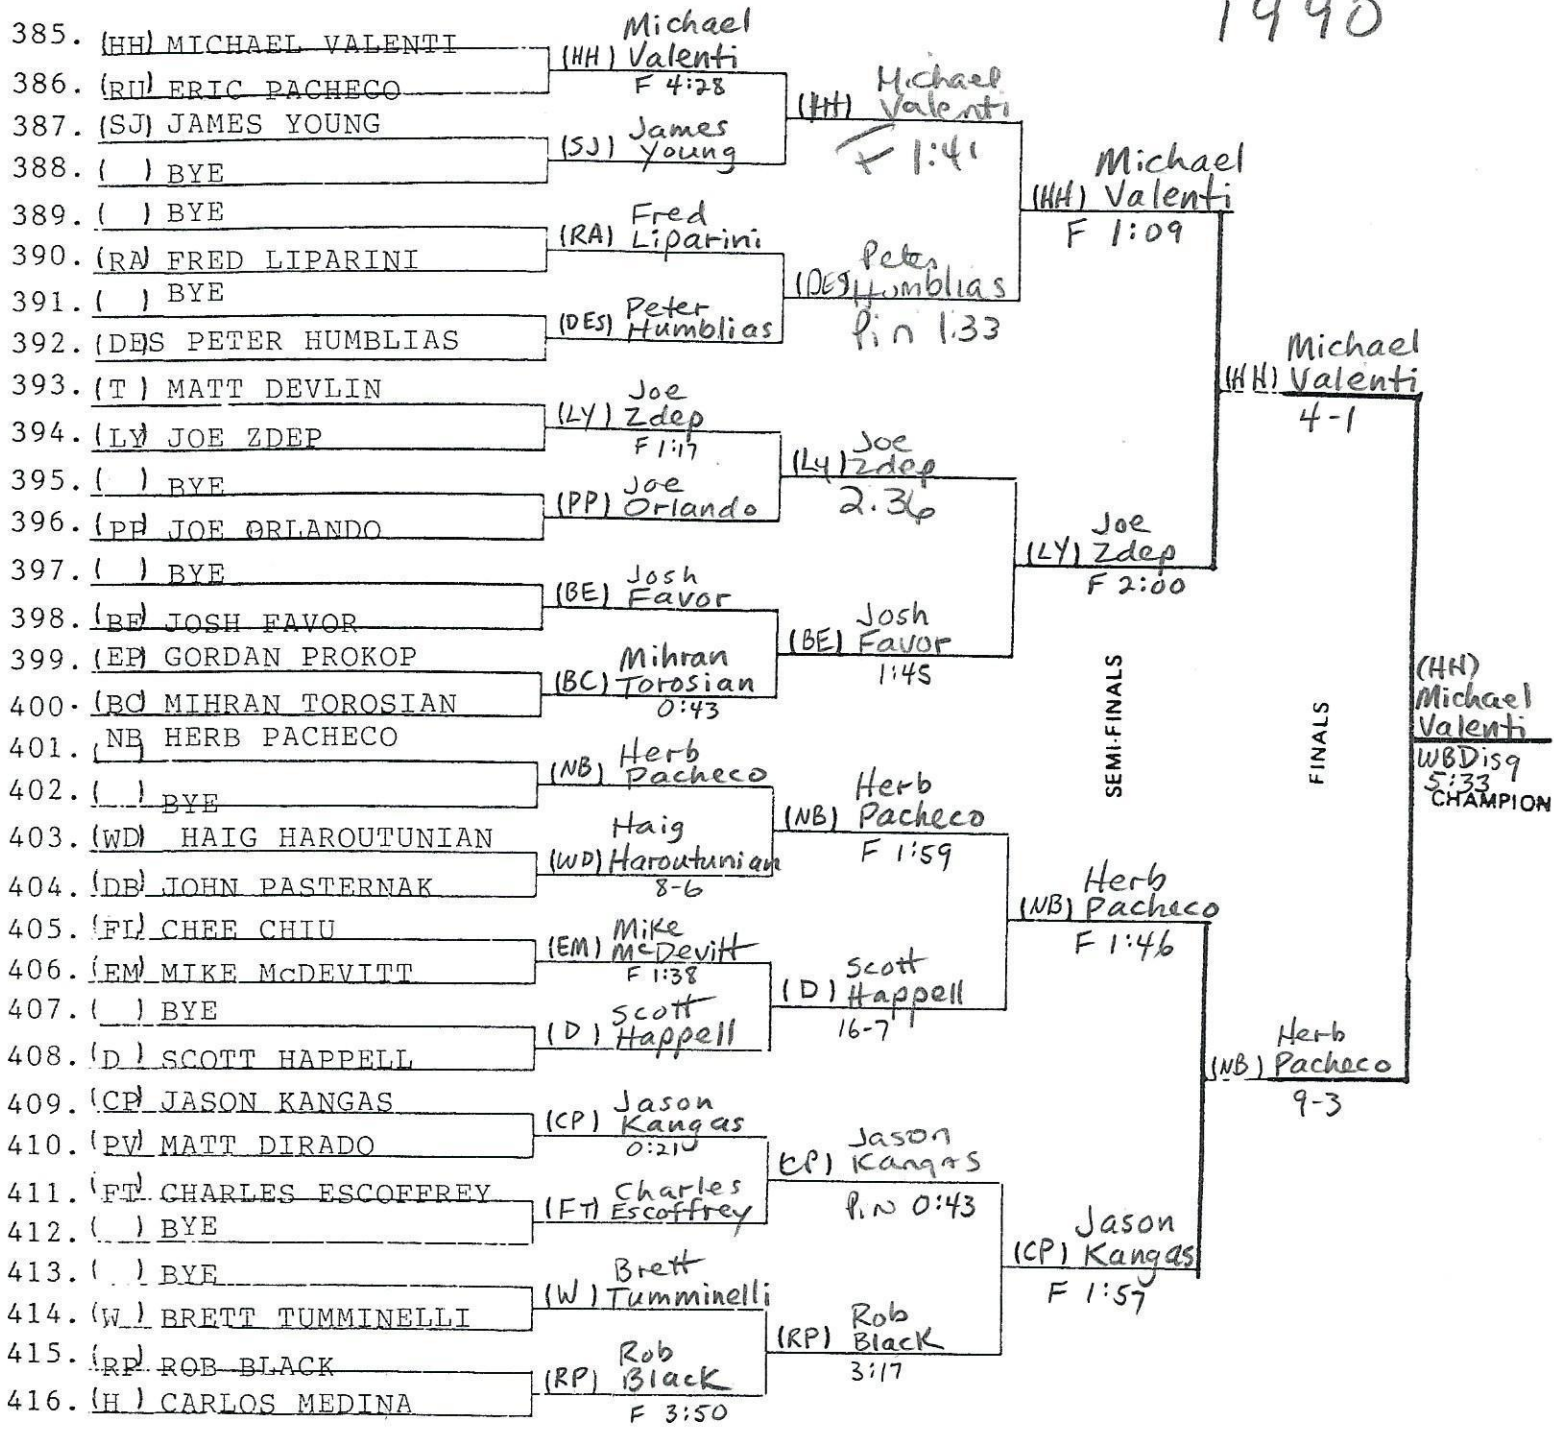 1990
385. (HH) MICHAEL VALENTI
386. (RU) ERIC PACHECO
387. (SJ) JAMES YOUNG
388. ( ) BYE
389. ( ) BYE
390. (RA) FRED LIPARINI
391. ( ) BYE
392. (DES PETER HUMBLIAS
393. (T ) MATT DEVLIN
394. (LY) JOE ZDEP
395. ( ) BYE
396. (PP) JOE ORLANDO
397. ( ) BYE
398. (BE) JOSH FAVOR
399. (EP) GORDAN PROKOP
400. (BC) MIHRAN TOROSIAN
401. (NB) HERB PACHECO
402. ( ) BYE
403. (WD) HAIG HAROUTUNIAN
404. (DB) JOHN PASTERNAK
405. (FL) CHEE CHIU
406. (EM) MIKE McDEVITT
407. ( ) BYE
408. (D ) SCOTT HAPPELL
409. (CP) JASON KANGAS
410. (PV) MATT DIRADO
411. (FT) CHARLES ESCOFFREY
412. ( ) BYE
413. ( ) BYE
414. (W ) BRETT TUMMINELLI
415. (RP) ROB BLACK
416. (H ) CARLOS MEDINA
Michael
(HH) Valenti
F 4:28
James
(SJ) Young
Fred
(RA) Liparini
Peter
(DES) Humblias
Joe
(LY) Zdep
F 1:17
Joe
(PP) Orlando
Josh
(BE) Favor
Mihran
(BC) Torosian
0:43
Herb
(NB) Pacheco
Haig
(WD) Haroutunian
8-6
Mike
(EM) McDevitt
F 1:38
Scott
(D) Happell
Jason
(CP) Kangas
0:21
Charles
(FT) Escoffrey
Brett
(W) Tumminelli
Rob
(RP) Black
F 3:50
Michael
(HH) Valenti
F 1:41
Peter
(DES) Humblias
Pin 1:33
Joe
(LY) Zdep
2.36
Josh
(BE) Favor
1:45
Herb
(NB) Pacheco
F 1:59
Scott
(D) Happell
16-7
Jason
(CP) Kangas
Pin 0:43
Rob
(RP) Black
3:17
Michael
(HH) Valenti
F 1:09
Joe
(LY) Zdep
F 2:00
Herb
(NB) Pacheco
F 1:46
Jason
(CP) Kangas
F 1:57
SEMI-FINALS
Michael
(HH) Valenti
4-1
Herb
(NB) Pacheco
9-3
FINALS
(HH)
Michael
Valenti
WBDisq
5:33
CHAMPION